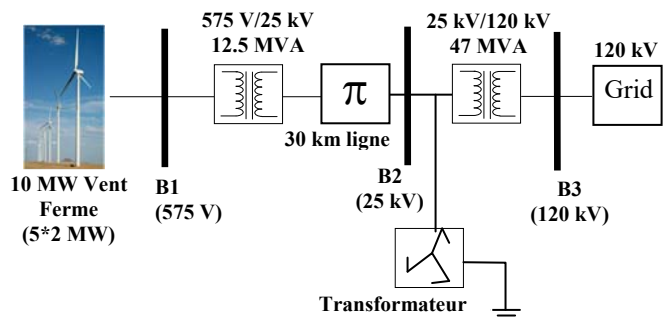 575 V/25 kV
12.5 MVA
25 kV/120 kV
47 MVA
120 kV
Grid
π
30 km ligne
B1
(575 V)
B2
(25 kV)
B3
(120 kV)
10 MW Vent
Ferme
(5*2 MW)
Transformateur